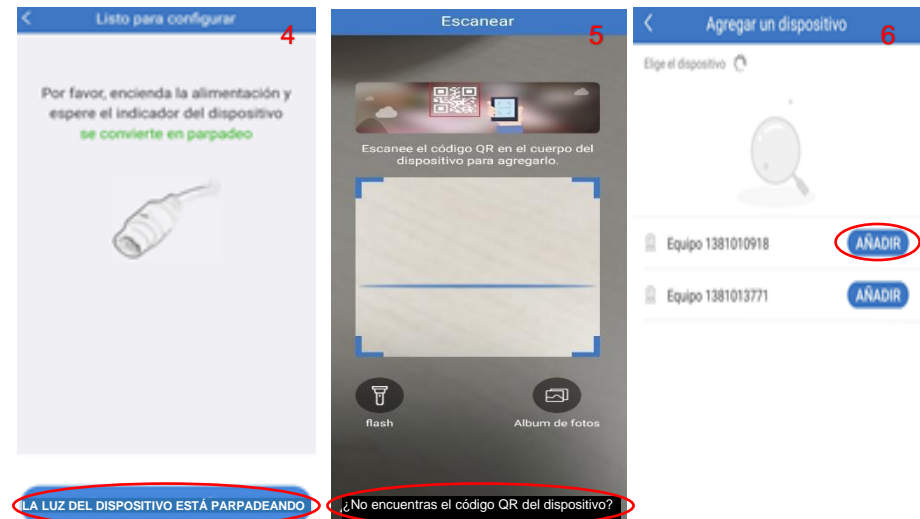 Listo para configurar
4
Por favor, encienda la alimentación y
espere el indicador del dispositivo
se convierte en parpadeo
LA LUZ DEL DISPOSITIVO ESTÁ PARPADEANDO
Escanear
5
Escanee el código QR en el cuerpo del
dispositivo para agregarlo.
flash
Album de fotos
¿No encuentras el código QR del dispositivo?
Agregar un dispositivo
6
Elige el dispositivo
Equipo 1381010918
AÑADIR
Equipo 1381013771
AÑADIR